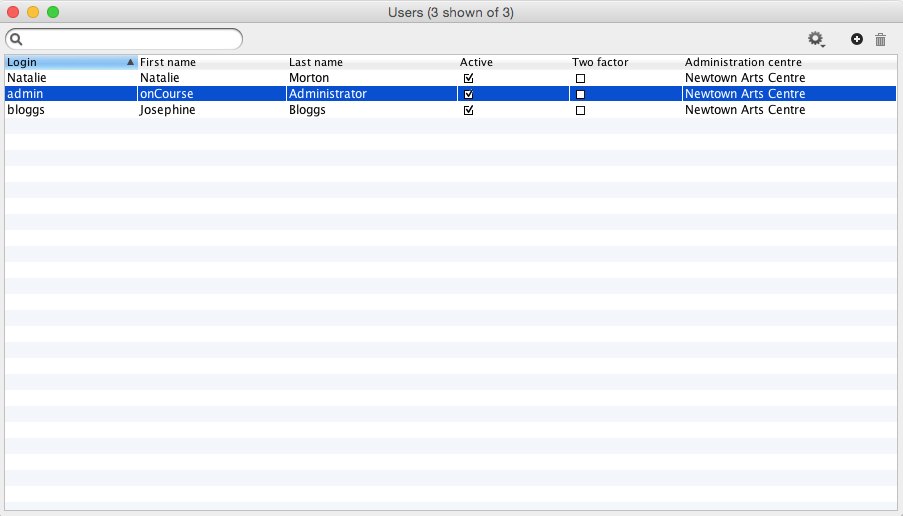 Users (3 shown of 3)
Login First name Last name Active Two factor Administration centre
Natalie Natalie Morton Newtown Arts Centre
admin onCourse Administrator Newtown Arts Centre
bloggs Josephine Bloggs Newtown Arts Centre